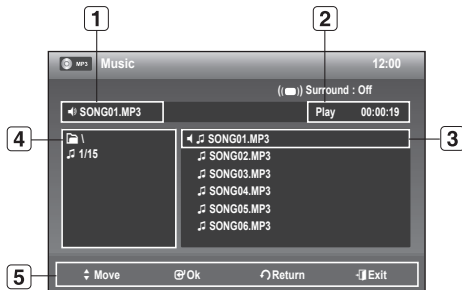 1
2
MP3 Music 12:00
Surround : Off
SONG01.MP3 Play 00:00:19
4
\
1/15
SONG01.MP3
3
SONG02.MP3
SONG03.MP3
SONG04.MP3
SONG05.MP3
SONG06.MP3
5
Move Ok Return Exit